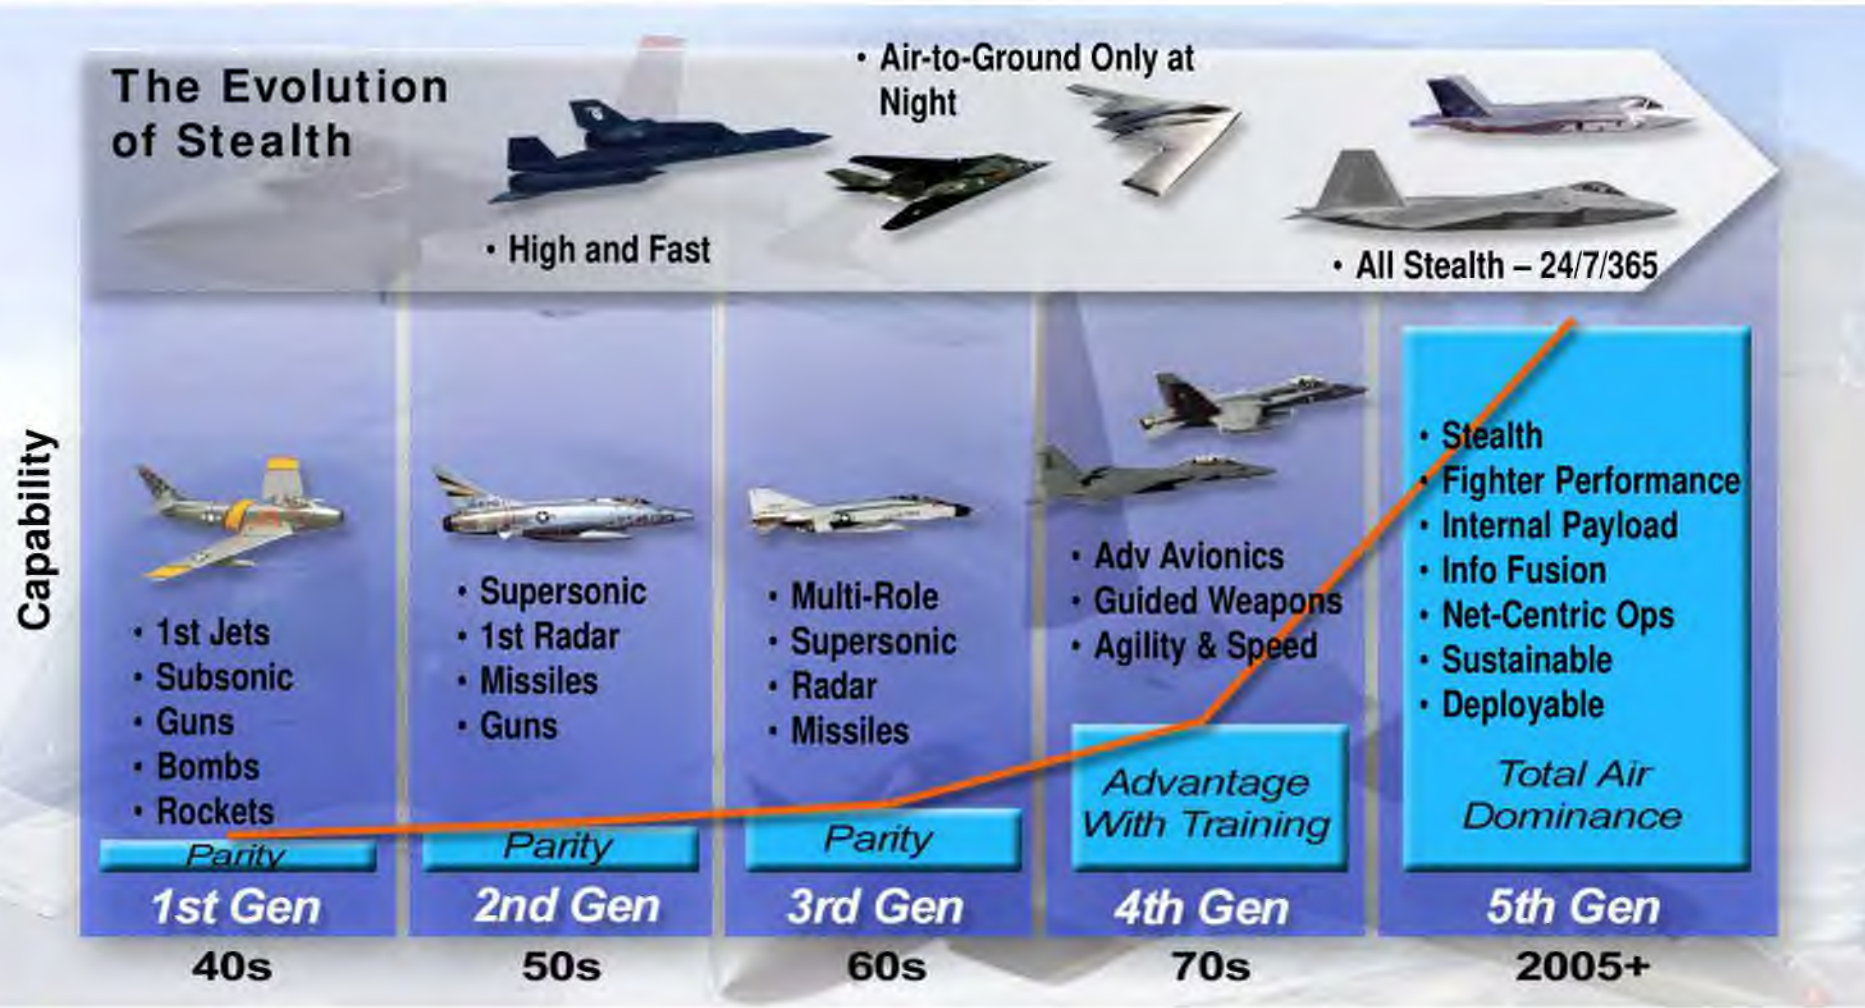 The Evolution
of Stealth
• High and Fast
• Air-to-Ground Only at
Night
• All Stealth – 24/7/365
Capability
• 1st Jets
• Subsonic
• Guns
• Bombs
• Rockets
Parity
1st Gen
40s
• Supersonic
• 1st Radar
• Missiles
• Guns
Parity
2nd Gen
50s
• Multi-Role
• Supersonic
• Radar
• Missiles
Parity
3rd Gen
60s
• Adv Avionics
• Guided Weapons
• Agility & Speed
Advantage
With Training
4th Gen
70s
• Stealth
• Fighter Performance
• Internal Payload
• Info Fusion
• Net-Centric Ops
• Sustainable
• Deployable
Total Air
Dominance
5th Gen
2005+